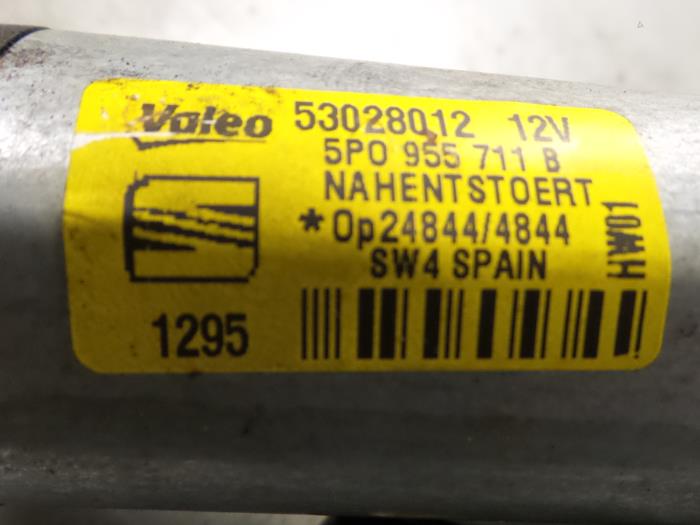 Valeo 53028012 12V
5P0 955 711 B
NAHENTSTOERT
*Op24844/4844
SW4 SPAIN
HW01
1295